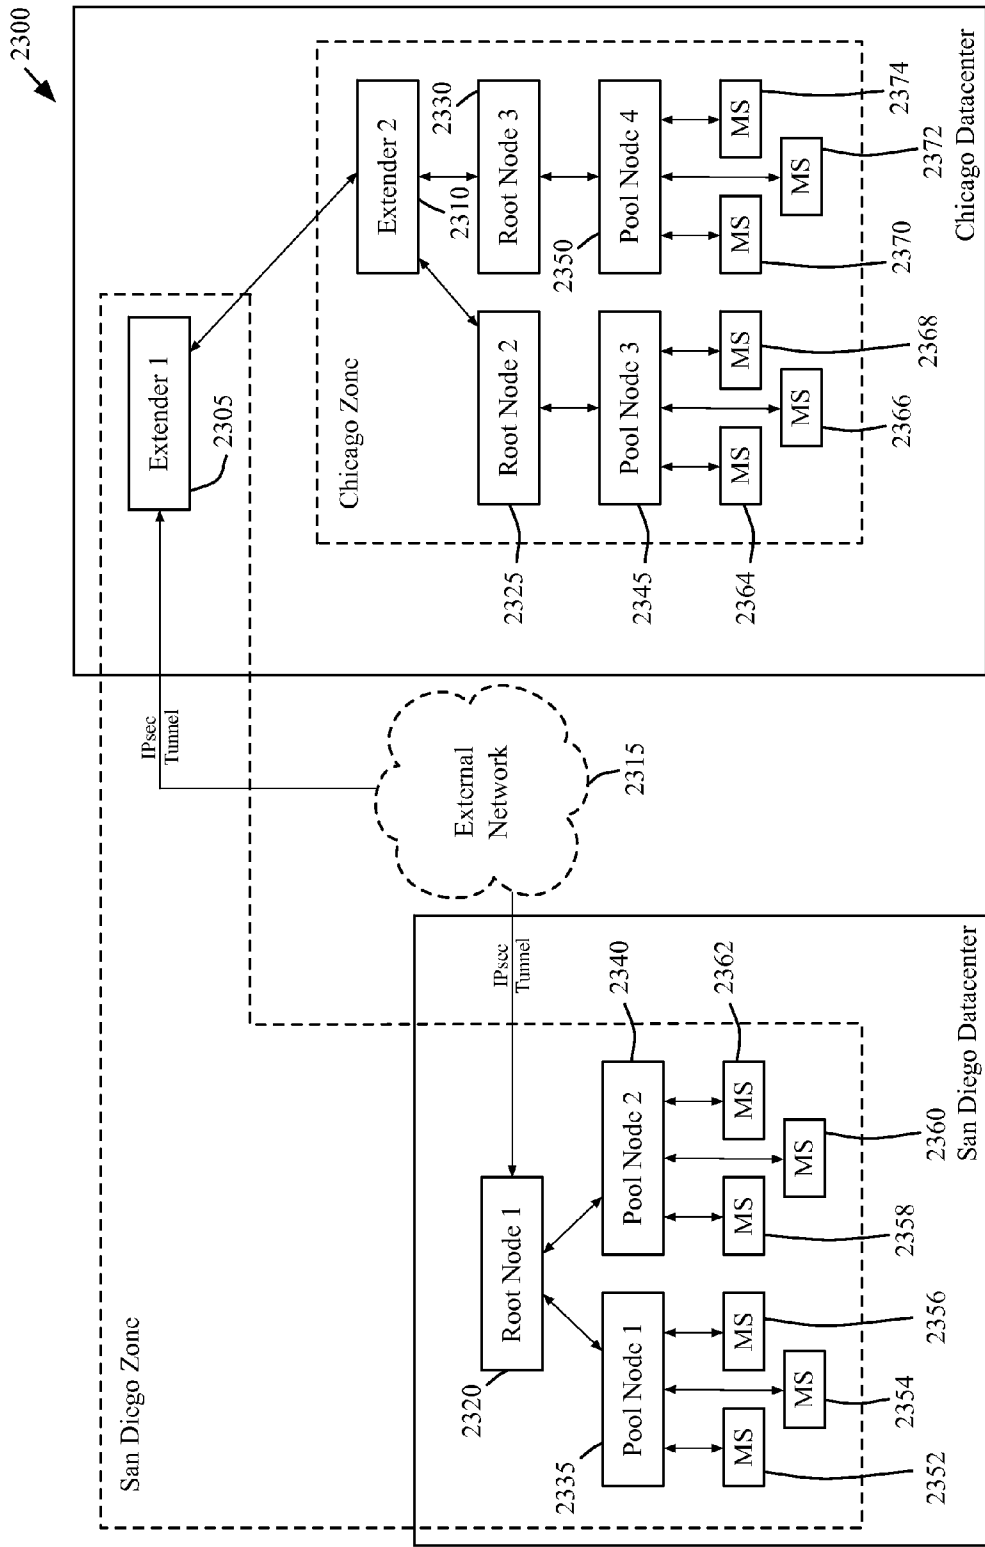 2300
San Diego Zone
IPsec
Tunnel
Extender 1
2305
Chicago Zone
Extender 2
2310
External
Network
2315
IPsec
Tunnel
Root Node 1
2320
Root Node 2
2325
Root Node 3
2330
Pool Node 1
2335
Pool Node 2
2340
Pool Node 3
2345
Pool Node 4
2350
MS
MS
MS
MS
MS
MS
MS
MS
MS
MS
MS
MS
2352
2354
2356
2358
2360
2362
2364
2366
2368
2370
2372
2374
San Diego Datacenter
Chicago Datacenter